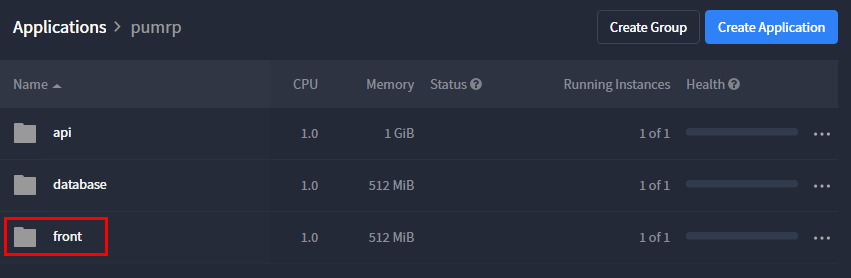 Applications > pumrp Create Group Create Application
Name CPU Memory Status ? Running Instances Health ?
api 1.0 1 GiB 1 of 1 ...
database 1.0 512 MiB 1 of 1 ...
front 1.0 512 MiB 1 of 1 ...